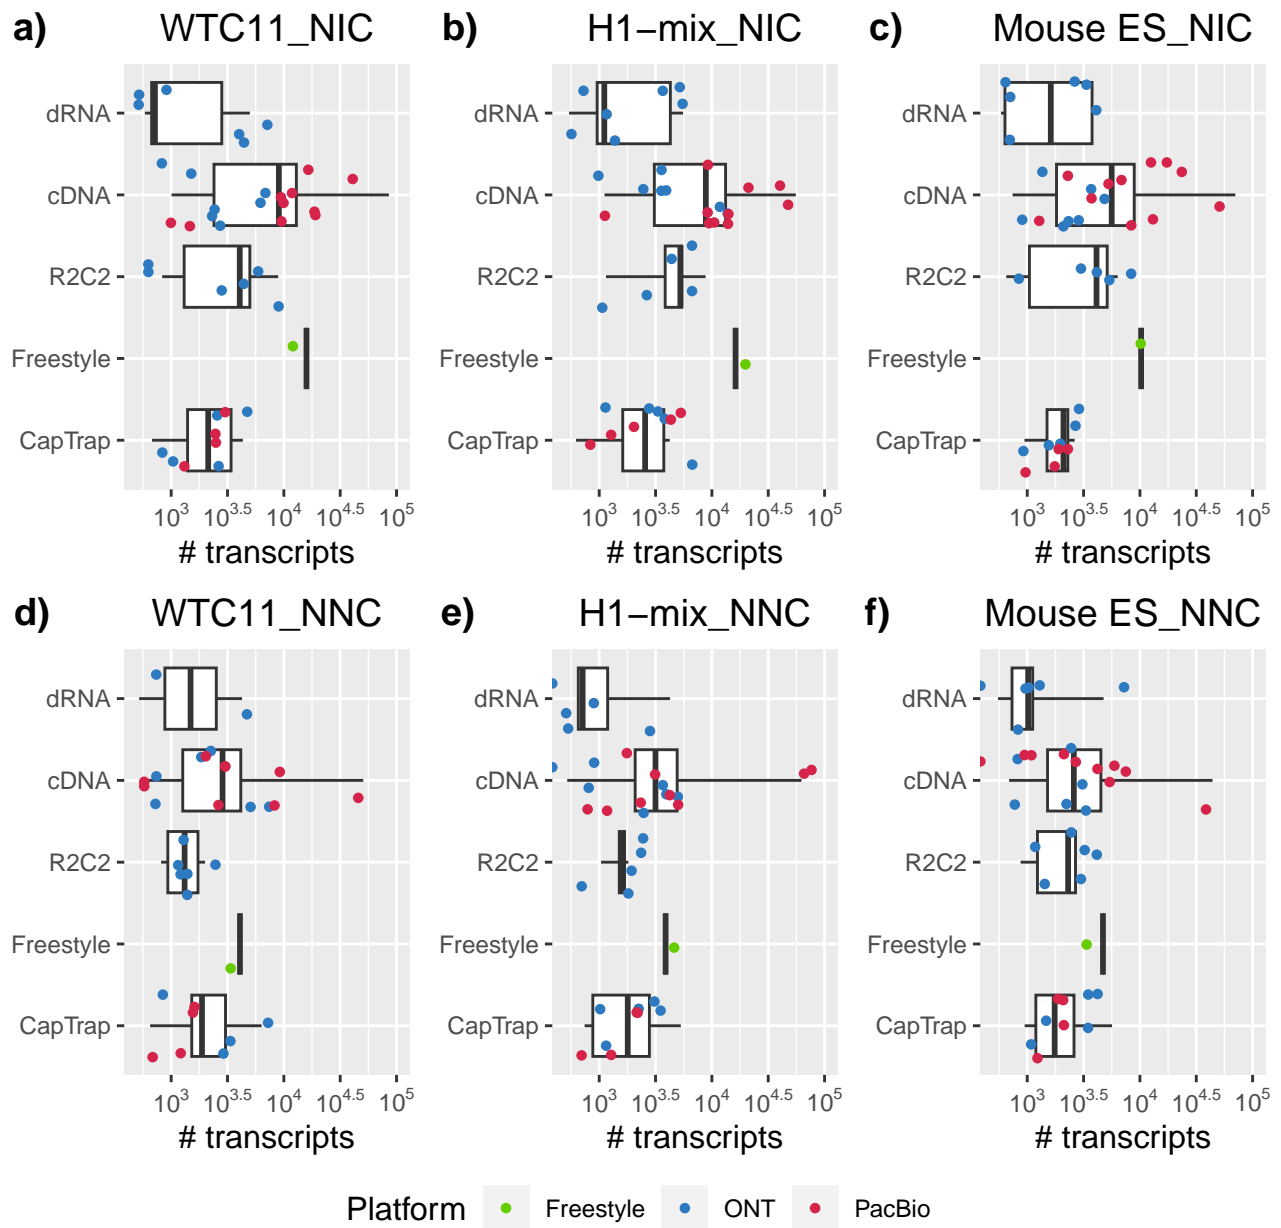 a) WTC11_NIC
dRNA
cDNA
R2C2
Freestyle
CapTrap
10^3 10^3.5 10^4 10^4.5 10^5
# transcripts
b) H1−mix_NIC
dRNA
cDNA
R2C2
Freestyle
CapTrap
10^3 10^3.5 10^4 10^4.5 10^5
# transcripts
c) Mouse ES_NIC
dRNA
cDNA
R2C2
Freestyle
CapTrap
10^3 10^3.5 10^4 10^4.5 10^5
# transcripts
d) WTC11_NNC
dRNA
cDNA
R2C2
Freestyle
CapTrap
10^3 10^3.5 10^4 10^4.5 10^5
# transcripts
e) H1−mix_NNC
dRNA
cDNA
R2C2
Freestyle
CapTrap
10^3 10^3.5 10^4 10^4.5 10^5
# transcripts
f) Mouse ES_NNC
dRNA
cDNA
R2C2
Freestyle
CapTrap
10^3 10^3.5 10^4 10^4.5 10^5
# transcripts
Platform Freestyle ONT PacBio